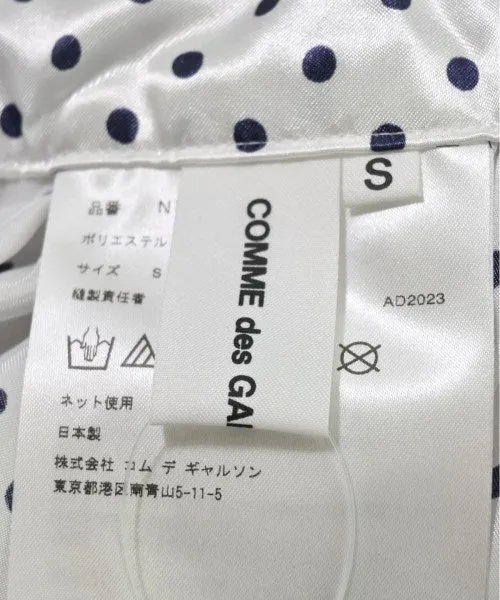 S
COMME des GA
品番 N
ポリエステル
サイズ S
縫製責任者
AD2023
ネット使用
日本製
株式会社 コム デ ギャルソン
東京都港区南青山5-11-5